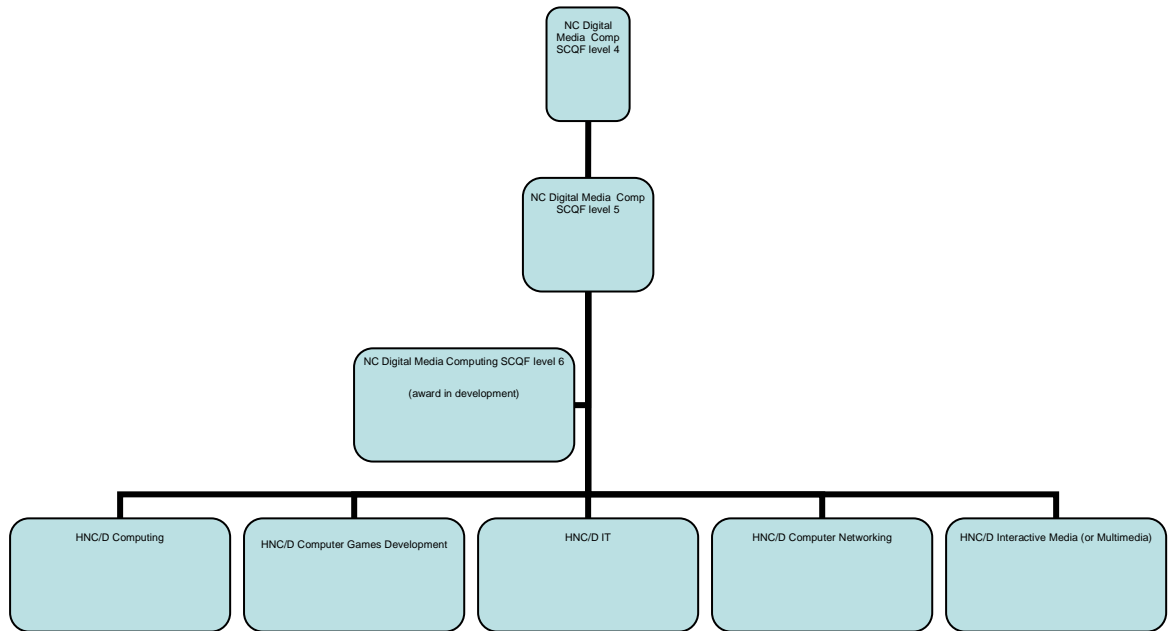 NC Digital
Media  Comp
SCQF level 4
NC Digital Media  Comp
SCQF level 5
NC Digital Media Computing SCQF level 6
(award in development)
HNC/D Computing
HNC/D Computer Games Development
HNC/D IT
HNC/D Computer Networking
HNC/D Interactive Media (or Multimedia)